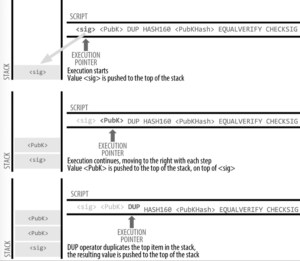 SCRIPT
<sig> <PubK> DUP HASH160 <PubKHash> EQUALVERIFY CHECKSIG
EXECUTION
POINTER
Execution starts
Value <sig> is pushed to the top of the stack
<sig>
STACK
SCRIPT
<sig> <PubK> DUP HASH160 <PubKHash> EQUALVERIFY CHECKSIG
EXECUTION
POINTER
<PubK>
<sig>
Execution continues, moving to the right with each step
Value <PubK> is pushed to the top of the stack, on top of <sig>
STACK
SCRIPT
<sig> <PubK> DUP HASH160 <PubKHash> EQUALVERIFY CHECKSIG
<PubK>
<PubK>
<sig>
EXECUTION
POINTER
DUP operator duplicates the top item in the stack,
the resulting value is pushed to the top of the stack
STACK